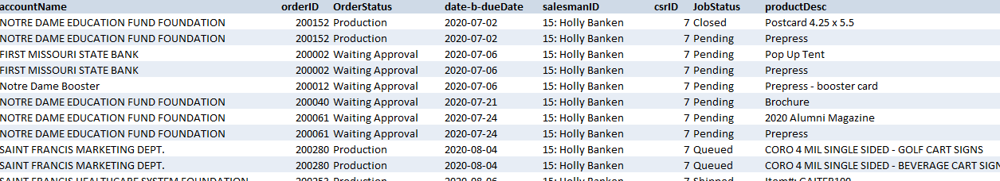 accountName orderID OrderStatus date-b-dueDate salesmanID csrID JobStatus productDesc
NOTRE DAME EDUCATION FUND FOUNDATION 200152 Production 2020-07-02 15: Holly Banken 7 Closed Postcard 4.25 x 5.5
NOTRE DAME EDUCATION FUND FOUNDATION 200152 Production 2020-07-02 15: Holly Banken 7 Pending Prepress
FIRST MISSOURI STATE BANK 200002 Waiting Approval 2020-07-06 15: Holly Banken 7 Pending Pop Up Tent
FIRST MISSOURI STATE BANK 200002 Waiting Approval 2020-07-06 15: Holly Banken 7 Pending Prepress
Notre Dame Booster 200012 Waiting Approval 2020-07-06 15: Holly Banken 7 Pending Prepress - booster card
NOTRE DAME EDUCATION FUND FOUNDATION 200040 Waiting Approval 2020-07-21 15: Holly Banken 7 Pending Brochure
NOTRE DAME EDUCATION FUND FOUNDATION 200061 Waiting Approval 2020-07-24 15: Holly Banken 7 Pending 2020 Alumni Magazine
NOTRE DAME EDUCATION FUND FOUNDATION 200061 Waiting Approval 2020-07-24 15: Holly Banken 7 Pending Prepress
SAINT FRANCIS MARKETING DEPT. 200280 Production 2020-08-04 15: Holly Banken 7 Queued CORO 4 MIL SINGLE SIDED - GOLF CART SIGNS
SAINT FRANCIS MARKETING DEPT. 200280 Production 2020-08-04 15: Holly Banken 7 Queued CORO 4 MIL SINGLE SIDED - BEVERAGE CART SIGN
SAINT FRANCIS HEALTHCARE SYSTEM FOUNDATION Production 15: Holly Banken 7 Shipped